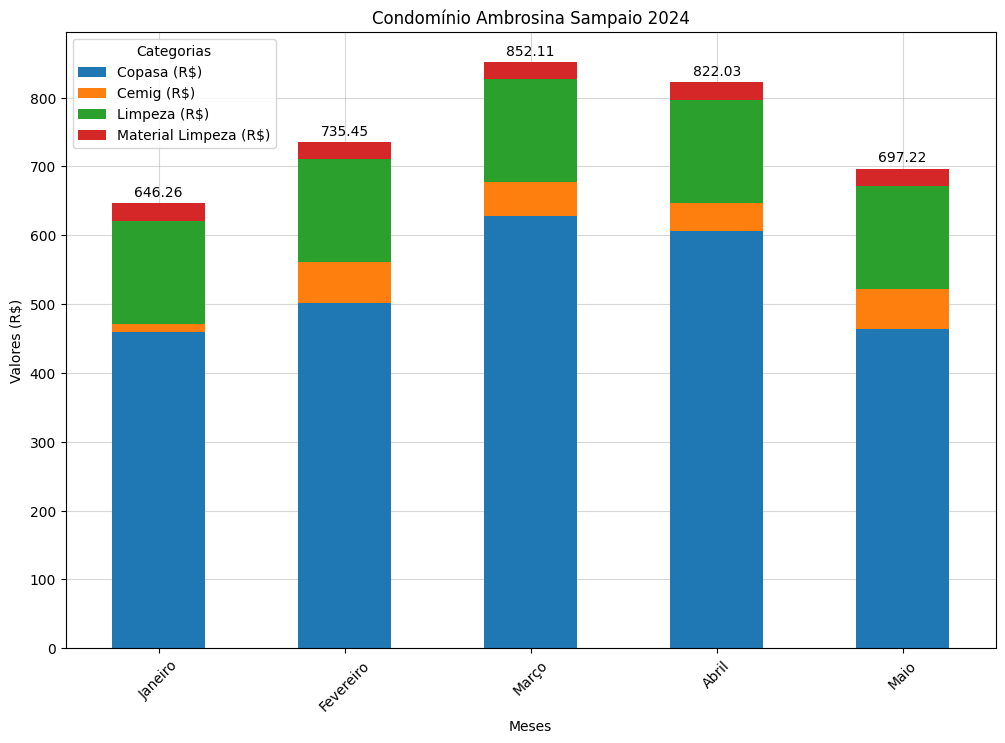 Condomínio Ambrosina Sampaio 2024
Categorias
Copasa (R$)
Cemig (R$)
Limpeza (R$)
Material Limpeza (R$)
646.26
735.45
852.11
822.03
697.22
Valores (R$)
800
700
600
500
400
300
200
100
0
Janeiro
Fevereiro
Março
Abril
Maio
Meses